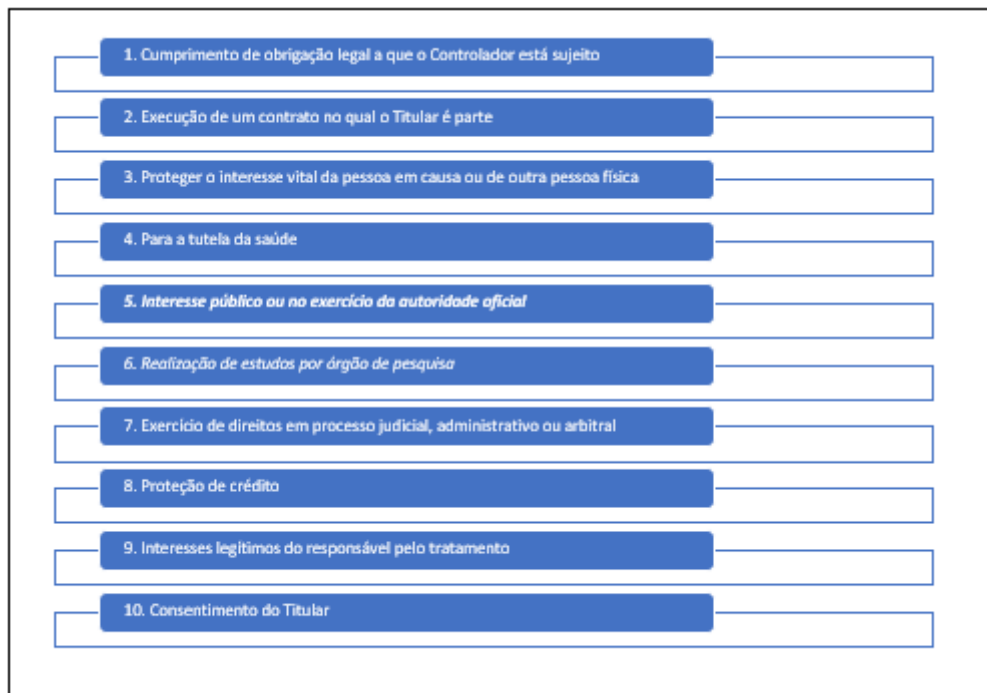 1. Cumprimento de obrigação legal a que o Controlador está sujeito
2. Execução de um contrato no qual o Titular é parte
3. Proteger o interesse vital da pessoa em causa ou de outra pessoa física
4. Para a tutela da saúde
5. Interesse público ou no exercício da autoridade oficial
6. Realização de estudos por órgão de pesquisa
7. Exercício de direitos em processo judicial, administrativo ou arbitral
8. Proteção de crédito
9. Interesses legítimos do responsável pelo tratamento
10. Consentimento do Titular